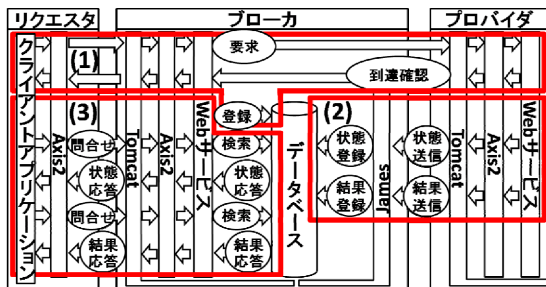 リクエスタ
ブローカ
プロバイダ
クライアントアプリケーション
(1)
要求
到達確認
(3)
Axis2
問合せ
状態応答
問合せ
結果応答
Tomcat
Axis2
Webサービス
登録
検索
状態応答
検索
結果応答
データベース
(2)
状態登録
結果登録
James
状態送信
結果送信
Tomcat
Axis2
Webサービス